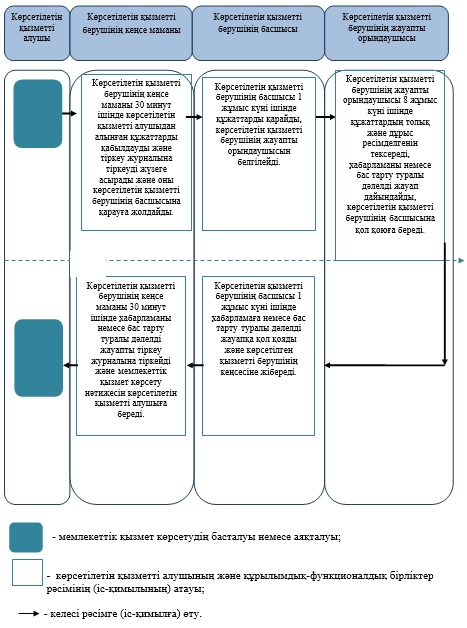 Көрсетілетін
қызметті
алушы
Көрсетілетін қызметті
берушінің кеңсе маманы
Көрсетілетін қызметті
берушінің басшысы
Көрсетілетін қызметті
берушінің жауапты
орындаушысы
Көрсетілетін қызметті
берушінің кеңсе
маманы 30 минут
ішінде көрсетілетін
қызметті алушыдан
алынған құжаттарды
қабылдауды және
тіркеу журналына
тіркеуді жүзеге
асырады және оны
көрсетілетін қызметті
берушінің басшысына
қарауға жолдайды.
Көрсетілетін қызметті
берушінің басшысы 1
жұмыс күні ішінде
құжаттарды қарайды,
көрсетілетін қызметті
берушінің жауапты
орындаушысын
белгілейді.
Көрсетілетін қызметті
берушінің жауапты
орындаушысы 8 жұмыс
күні ішінде
құжаттардың толық
және дұрыс
ресімделгенін
тексереді,
хабарламаны немесе
бас тарту туралы
дәлелді жауап
дайындайды,
көрсетілетін қызметті
берушінің басшысына
қол қоюға береді.
Көрсетілетін қызметті
берушінің кеңсе
маманы 30 минут
ішінде хабарламаны
немесе бас тарту
туралы дәлелді
жауапты тіркеу
журналына тіркейді
және мемлекеттік
қызмет көрсету
нәтижесін көрсетілетін
қызметті алушыға
береді.
Көрсетілетін қызметті
берушінің басшысы 1
жұмыс күні ішінде
хабарламаға немесе бас
тарту туралы дәлелді
жауапқа қол қояды
және көрсетілген
қызметті берушінің
кеңсесіне жібереді.
- мемлекеттік қызмет көрсетудің басталуы немесе аяқталуы;
- көрсетілетін қызметті алушының және құрылымдық-функционалдық бірліктер
рәсімінің (іс-қимылының) атауы;
- келесі рәсімге (іс-қимылға) өту.